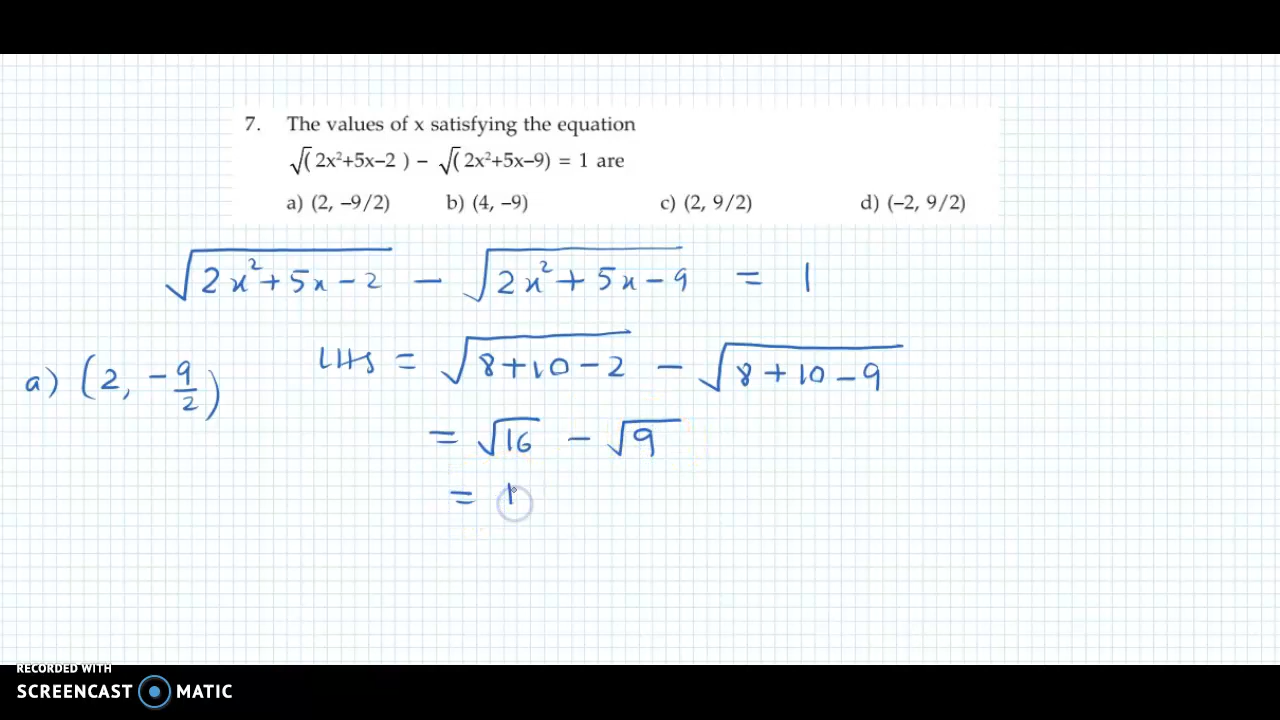 7. The values of x satisfying the equation
√( 2x²+5x–2 ) – √( 2x²+5x–9) = 1 are
a) (2, –9/2) b) (4, –9) c) (2, 9/2) d) (–2, 9/2)
√(2x²+5x-2) - √(2x²+5x-9) = 1
a) (2, -9/2) LHS = √(8+10-2) - √(8+10-9)
= √16 - √9
= 1
RECORDED WITH
SCREENCAST MATIC